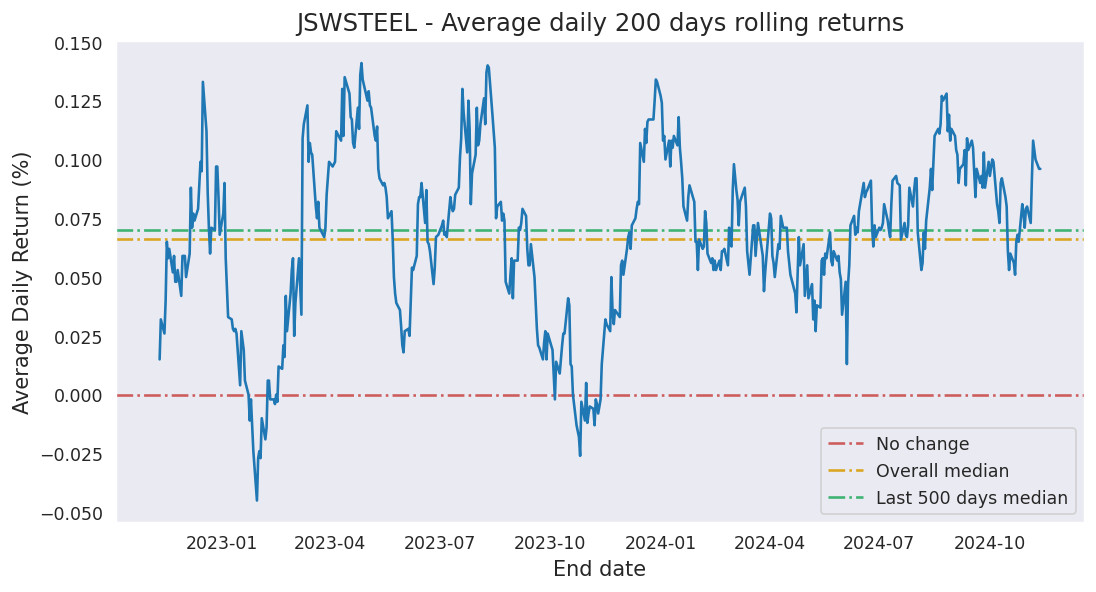 JSWSTEEL - Average daily 200 days rolling returns
Average Daily Return (%)
0.150
0.125
0.100
0.075
0.050
0.025
0.000
−0.025
−0.050
No change
Overall median
Last 500 days median
2023-01 2023-04 2023-07 2023-10 2024-01 2024-04 2024-07 2024-10
End date